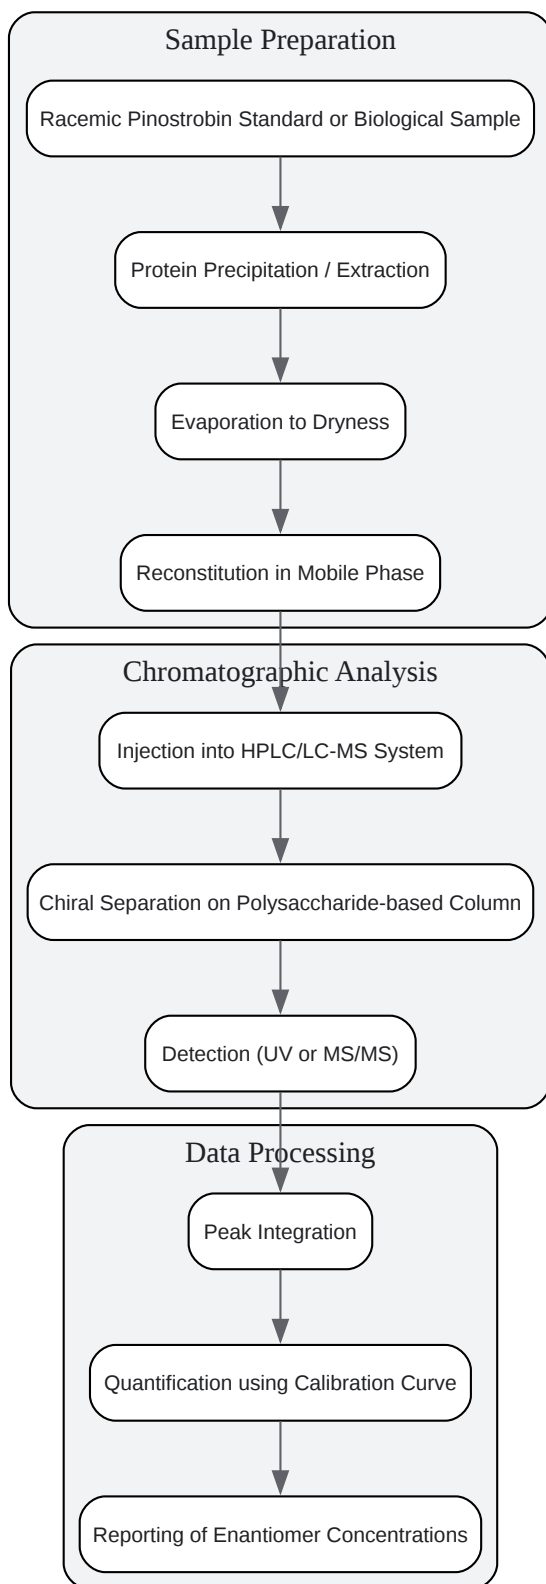 Sample Preparation
Racemic Pinostrobin Standard or Biological Sample
Protein Precipitation / Extraction
Evaporation to Dryness
Reconstitution in Mobile Phase
Chromatographic Analysis
Injection into HPLC/LC-MS System
Chiral Separation on Polysaccharide-based Column
Detection (UV or MS/MS)
Data Processing
Peak Integration
Quantification using Calibration Curve
Reporting of Enantiomer Concentrations